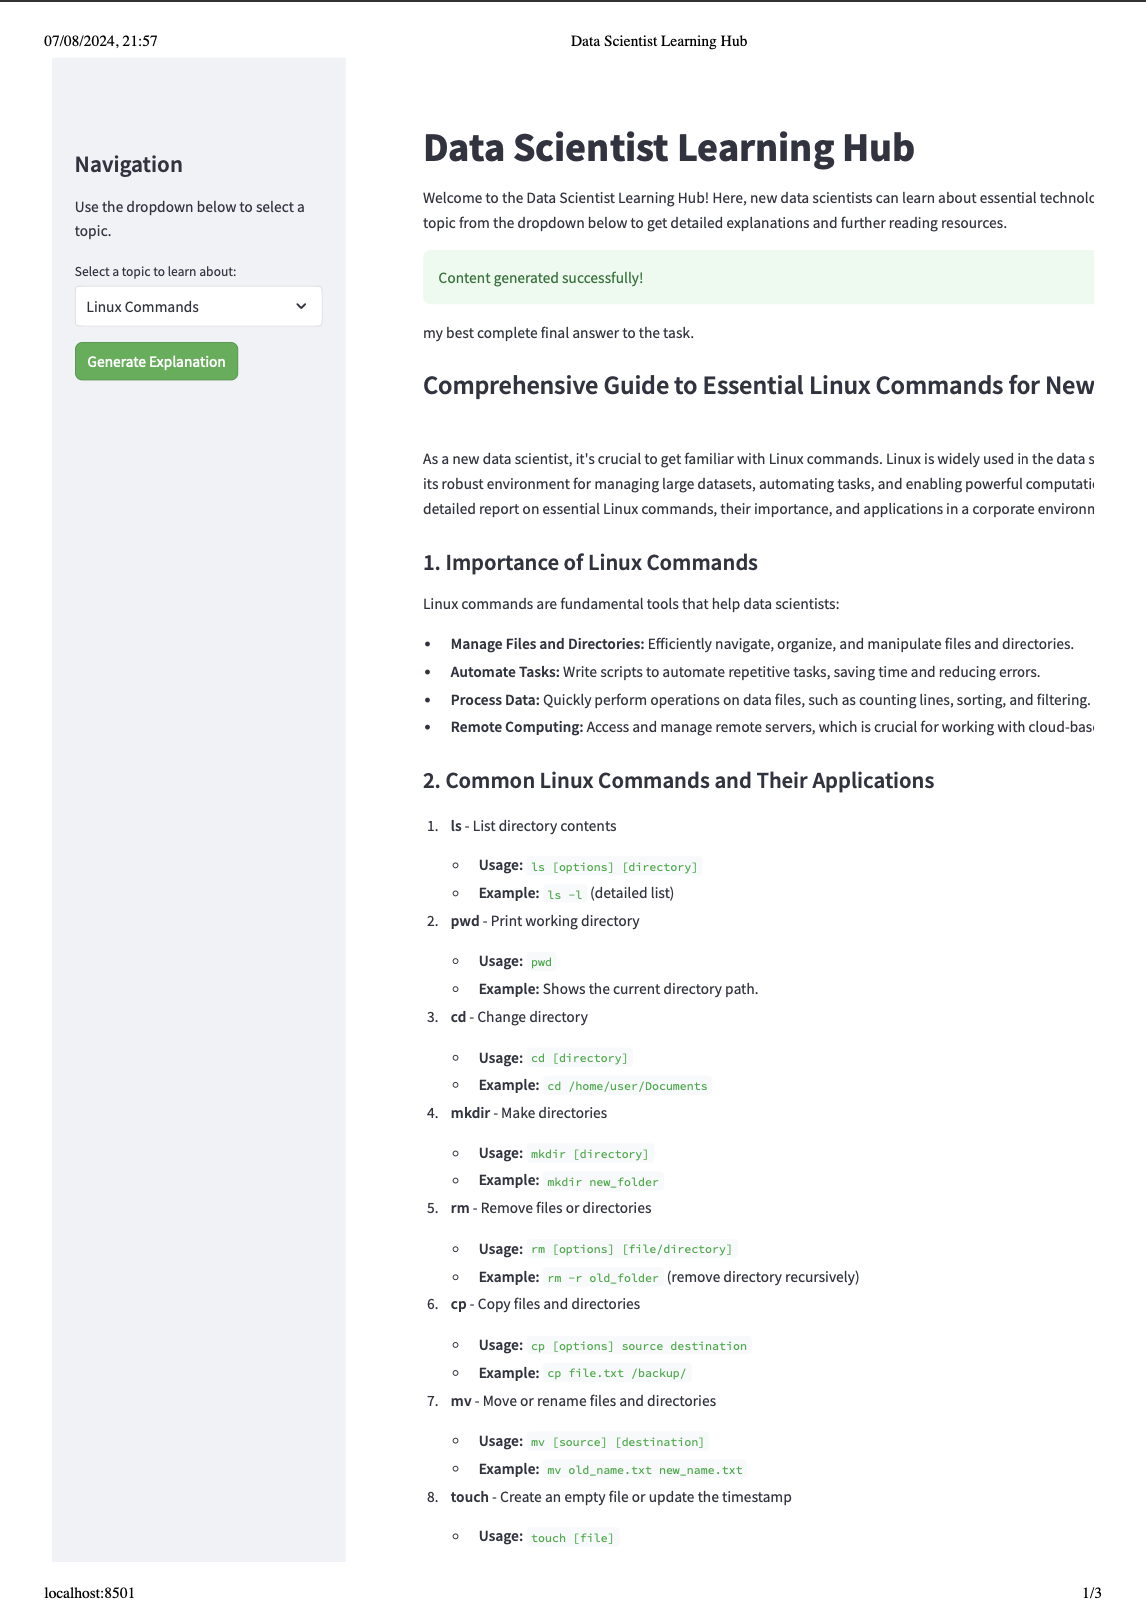 07/08/2024, 21:57
Data Scientist Learning Hub
Navigation
Use the dropdown below to select a
topic.
Select a topic to learn about:
Linux Commands
Generate Explanation
Data Scientist Learning Hub
Welcome to the Data Scientist Learning Hub! Here, new data scientists can learn about essential
topic from the dropdown below to get detailed explanations and further reading resources.
Content generated successfully!
my best complete final answer to the task.
Comprehensive Guide to Essential Linux Commands for New
As a new data scientist, it's crucial to get familiar with Linux commands. Linux is widely used in the data
its robust environment for managing large datasets, automating tasks, and enabling powerful
detailed report on essential Linux commands, their importance, and applications in a corporate
1. Importance of Linux Commands
Linux commands are fundamental tools that help data scientists:
• Manage Files and Directories: Efficiently navigate, organize, and manipulate files and directories.
• Automate Tasks: Write scripts to automate repetitive tasks, saving time and reducing errors.
• Process Data: Quickly perform operations on data files, such as counting lines, sorting, and filtering.
• Remote Computing: Access and manage remote servers, which is crucial for working with
2. Common Linux Commands and Their Applications
1. ls - List directory contents
◦ Usage: ls [options] [directory]
◦ Example: ls -l (detailed list)
2. pwd - Print working directory
◦ Usage: pwd
◦ Example: Shows the current directory path.
3. cd - Change directory
◦ Usage: cd [directory]
◦ Example: cd /home/user/Documents
4. mkdir - Make directories
◦ Usage: mkdir [directory]
◦ Example: mkdir new_folder
5. rm - Remove files or directories
◦ Usage: rm [options] [file/directory]
◦ Example: rm -r old_folder (remove directory recursively)
6. cp - Copy files and directories
◦ Usage: cp [options] source destination
◦ Example: cp file.txt /backup/
7. mv - Move or rename files and directories
◦ Usage: mv [source] [destination]
◦ Example: mv old_name.txt new_name.txt
8. touch - Create an empty file or update the timestamp
◦ Usage: touch [file]
localhost:8501
1/3